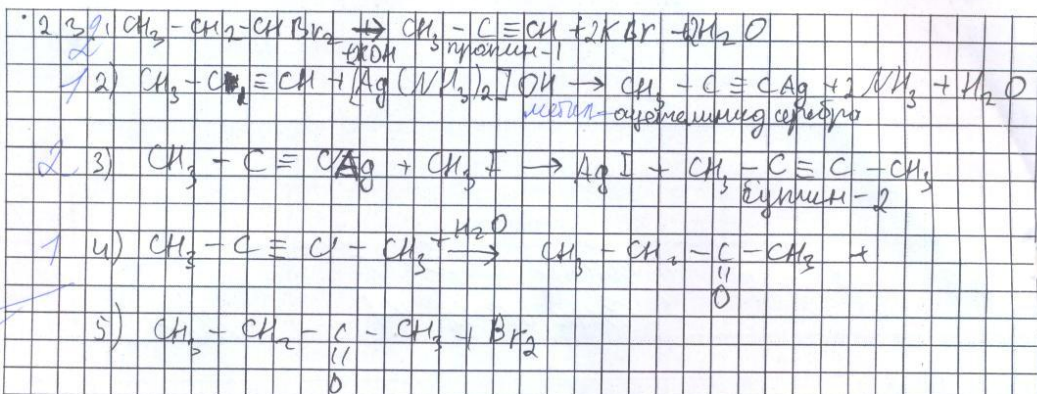 2.3. 1. CH3 - CH2 - CHBr2 → CH3 - C ≡ CH + 2KBr + 2H2O
2 +2KOH пропин-1
1 2) CH3 - C ≡ CH + [Ag(NH3)2]OH → CH3 - C ≡ CAg + 2NH3 + H2O
метил-ацетиленид серебра
2 3) CH3 - C ≡ CAg + CH3I → AgI + CH3 - C ≡ C - CH3
бутин-2
1 4) CH3 - C ≡ C - CH3 + H2O → CH3 - CH2 - C - CH3 +
||
O
5) CH3 - CH2 - C - CH3 + Br2
||
O